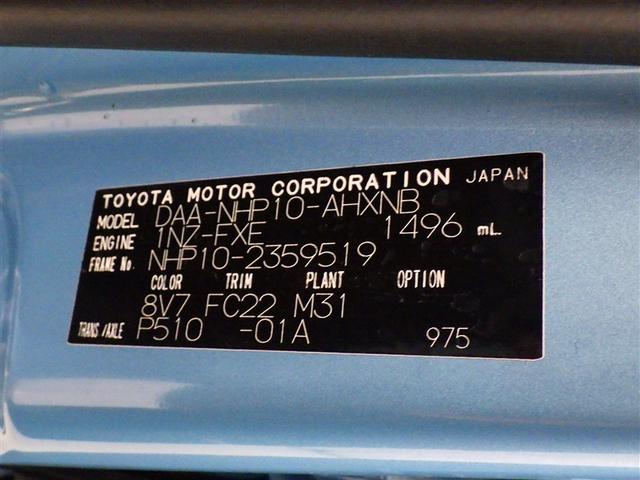 TOYOTA MOTOR CORPORATION JAPAN
MODEL DAA-NHP10-AHXNB
ENGINE 1NZ-FXE 1496 mL
FRAME No. NHP10-2359519
COLOR TRIM PLANT OPTION
8V7 FC22 M31
TRANS/AXLE P510 -01A 975